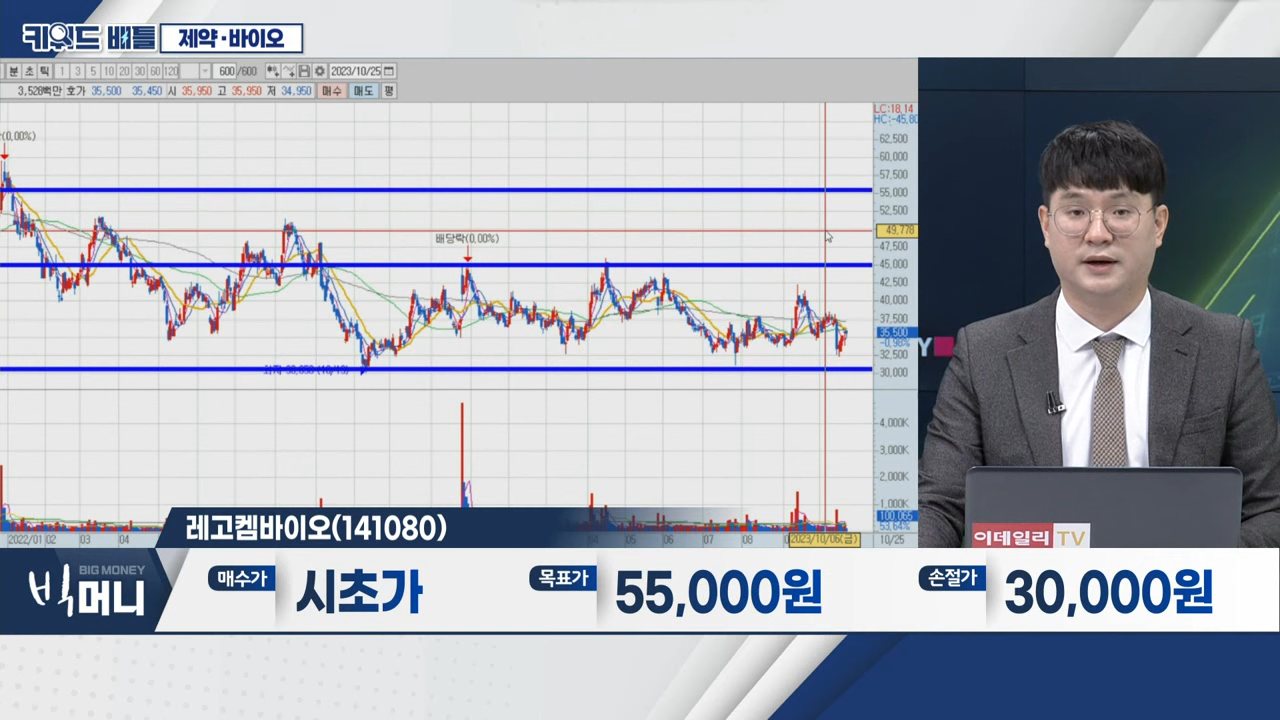 키워드 배틀 제약·바이오
분 초 틱 1 3 5 10 20 30 60 120 600 /600 2023/10/25
3,528백만 호가 35,500 35,450 시 35,950 고 35,950 저 34,950 매수 매도 평
(0,00%)
LC:18,14
HC:-45,80
62,500
60,000
57,500
55,000
52,500
49,778
47,500
45,000
42,500
40,000
37,500
35,500
-0,98%
32,500
30,000
배당락(0,00%)
4,000K
3,000K
2,000K
1,000K
100,065
53,64%
2022/01 02 03 04 04 05 06 07 08 2023/10/06(금) 10/25
레고켐바이오(141080)
이데일리 TV
BIG MONEY
빅머니
매수가 시초가 목표가 55,000원 손절가 30,000원